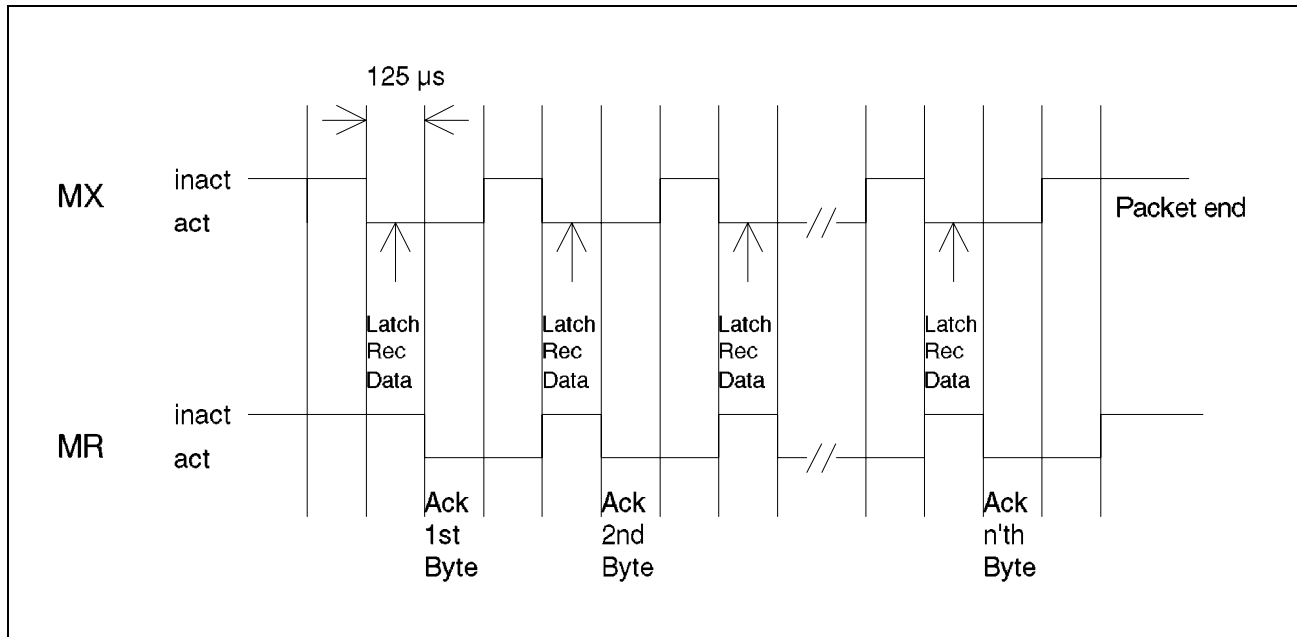 125 µs
MX
inact
act
Packet end
Latch
Rec
Data
Latch
Rec
Data
Latch
Rec
Data
Latch
Rec
Data
MR
inact
act
Ack
1st
Byte
Ack
2nd
Byte
Ack
n'th
Byte